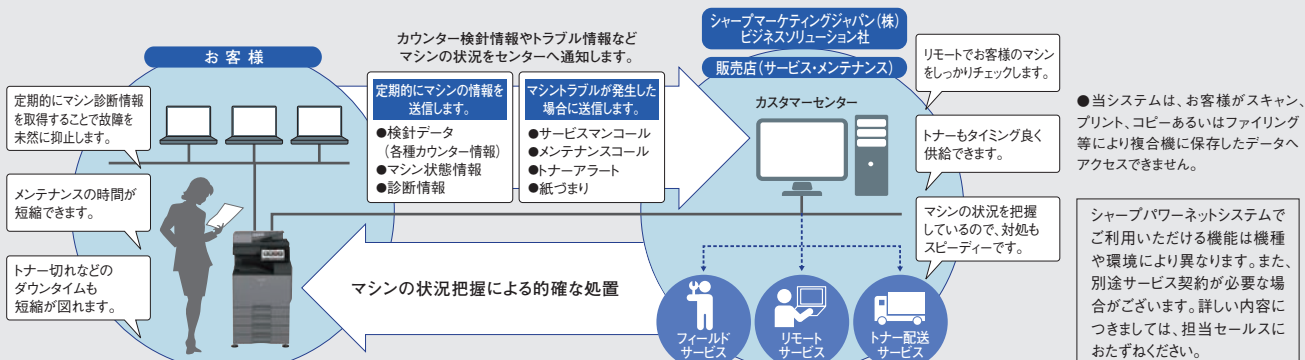 お客様
定期的にマシン診断情報
を取得することで故障を
未然に抑止します。
メンテナンスの時間が
短縮できます。
トナー切れなどの
ダウンタイムも
短縮が図れます。
カウンター検針情報やトラブル情報など
マシンの状況をセンターへ通知します。
定期的にマシンの情報を
送信します。
●検針データ
(各種カウンター情報)
●マシン状態情報
●診断情報
マシントラブルが発生した
場合に送信します。
●サービスマンコール
●メンテナンスコール
●トナーアラート
●紙づまり
マシンの状況把握による的確な処置
シャープマーケティングジャパン(株)
ビジネスソリューション社
販売店(サービス・メンテナンス)
カスタマーセンター
リモートでお客様のマシン
をしっかりチェックします。
トナーもタイミング良く
供給できます。
マシンの状況を把握
しているので、対処も
スピーディーです。
フィールド
サービス
リモート
サービス
トナー配送
サービス
●当システムは、お客様がスキャン、
プリント、コピーあるいはファイリング
等により複合機に保存したデータへ
アクセスできません。
シャープパワーネットシステムで
ご利用いただける機能は機種
や環境により異なります。また、
別途サービス契約が必要な場
合がございます。詳しい内容に
つきましては、担当セールスに
おたずねください。